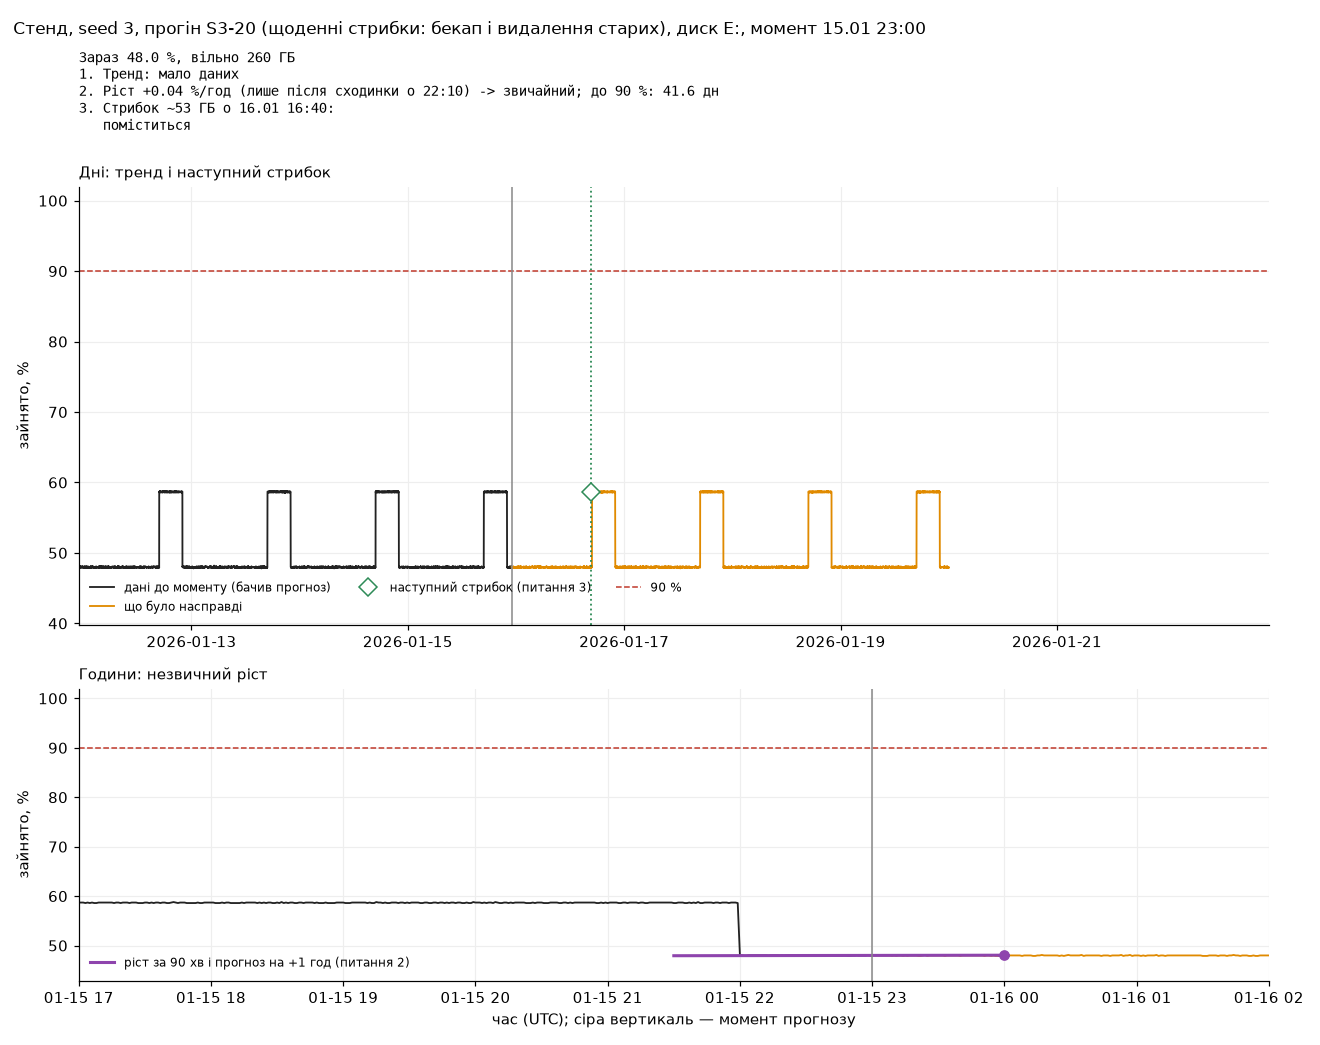 Стенд, seed 3, прогін S3-20 (щоденні стрибки: бекап і видалення старих), диск E:, момент 15.01 23:00
Зараз 48.0 %, вільно 260 ГБ
1. Тренд: мало даних
2. Ріст +0.04 %/год (лише після сходинки о 22:10) -> звичайний; до 90 %: 41.6 дн
3. Стрибок ~53 ГБ о 16.01 16:40:
поміститься
Дні: тренд і наступний стрибок
100
90
80
70
60
50
40
зайнято, %
дані до моменту (бачив прогноз)
що було насправді
наступний стрибок (питання 3)
90 %
2026-01-13
2026-01-15
2026-01-17
2026-01-19
2026-01-21
Години: незвичний ріст
100
90
80
70
60
50
зайнято, %
ріст за 90 хв і прогноз на +1 год (питання 2)
01-15 17
01-15 18
01-15 19
01-15 20
01-15 21
01-15 22
01-15 23
01-16 00
01-16 01
01-16 02
час (UTC); сіра вертикаль — момент прогнозу